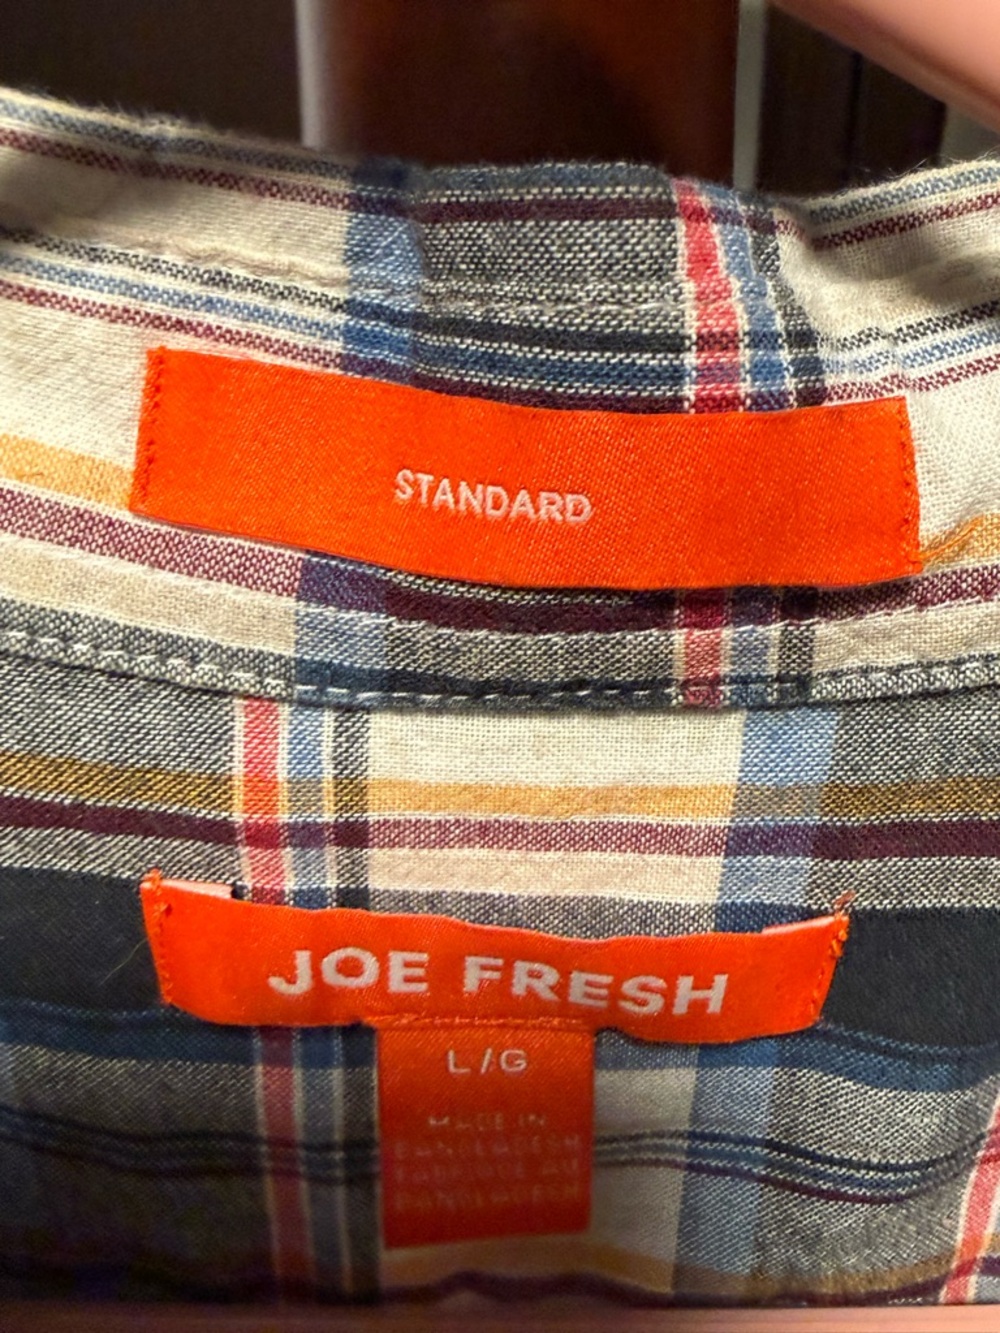 STANDARD
JOE FRESH
L/G
MADE IN
BANGLADESH
FABRIQUÉ AU
BANGLADESH